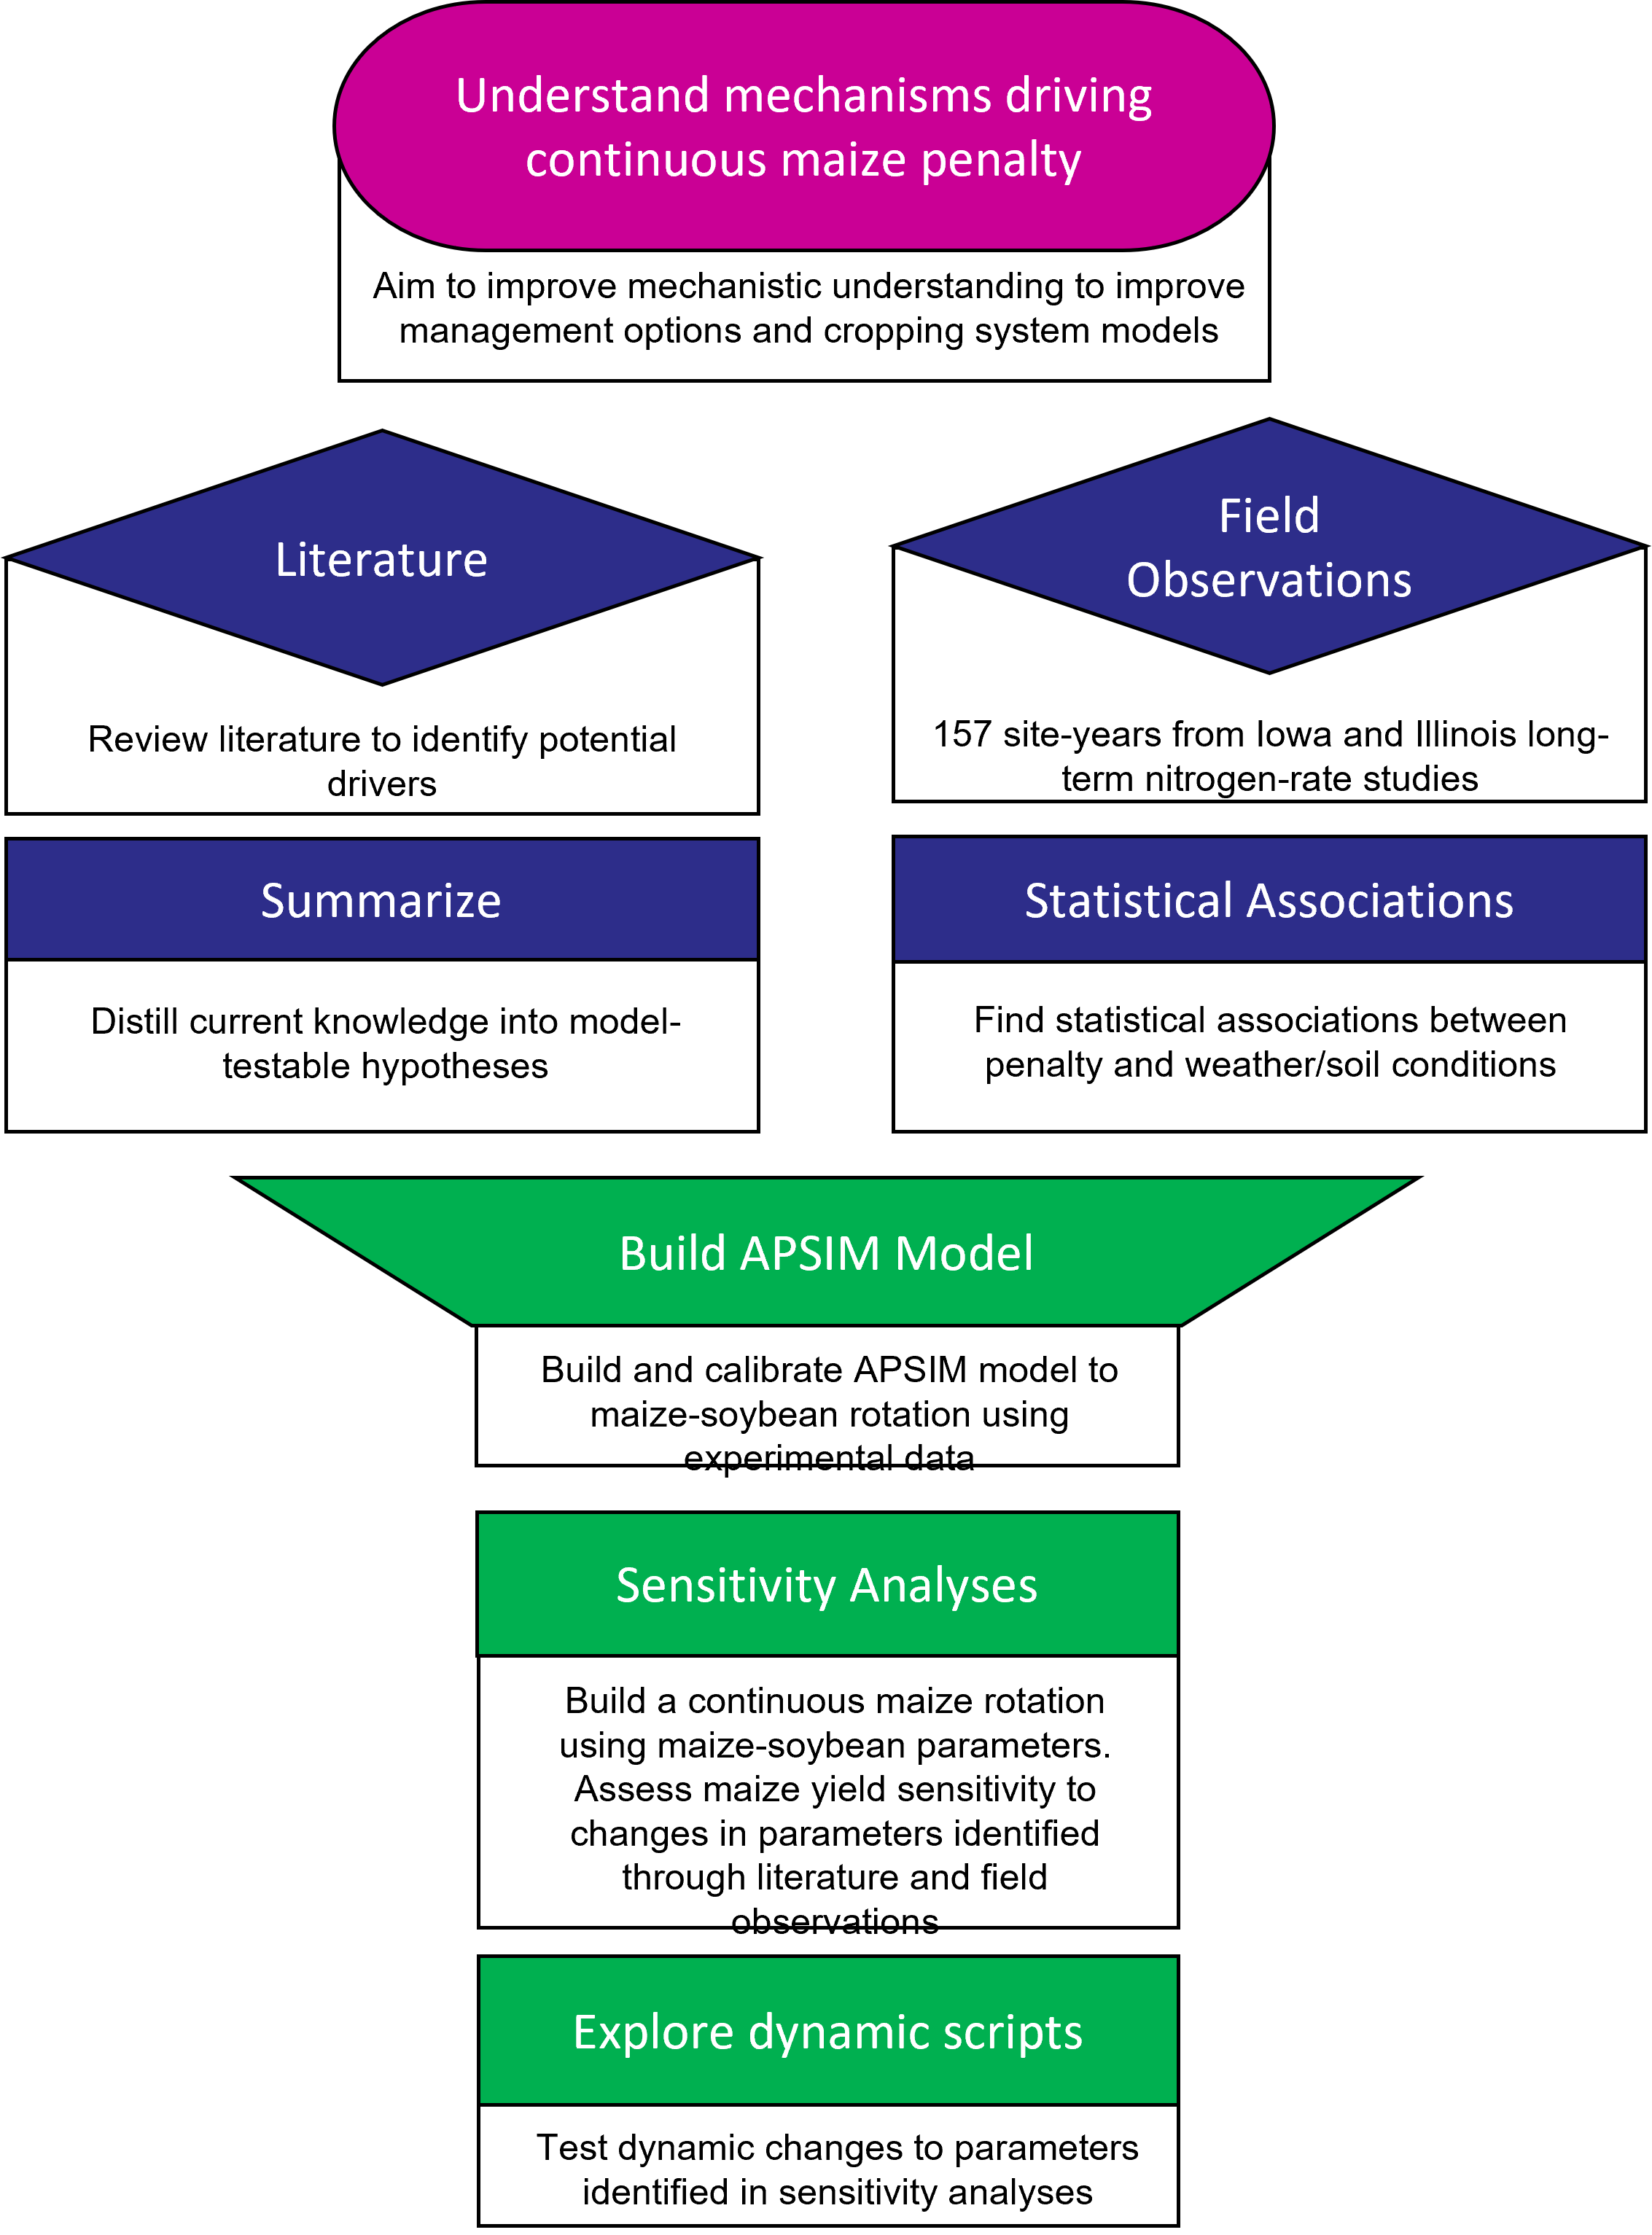 Understand mechanisms driving
continuous maize penalty
Aim to improve mechanistic understanding to improve
management options and cropping system models
Literature
Review literature to identify potential
drivers
Summarize
Distill current knowledge into model-
testable hypotheses
Field
Observations
157 site-years from Iowa and Illinois long-
term nitrogen-rate studies
Statistical Associations
Find statistical associations between
penalty and weather/soil conditions
Build APSIM Model
Build and calibrate APSIM model to
maize-soybean rotation using
experimental data
Sensitivity Analyses
Build a continuous maize rotation
using maize-soybean parameters.
Assess maize yield sensitivity to
changes in parameters identified
through literature and field
observations
Explore dynamic scripts
Test dynamic changes to parameters
identified in sensitivity analyses